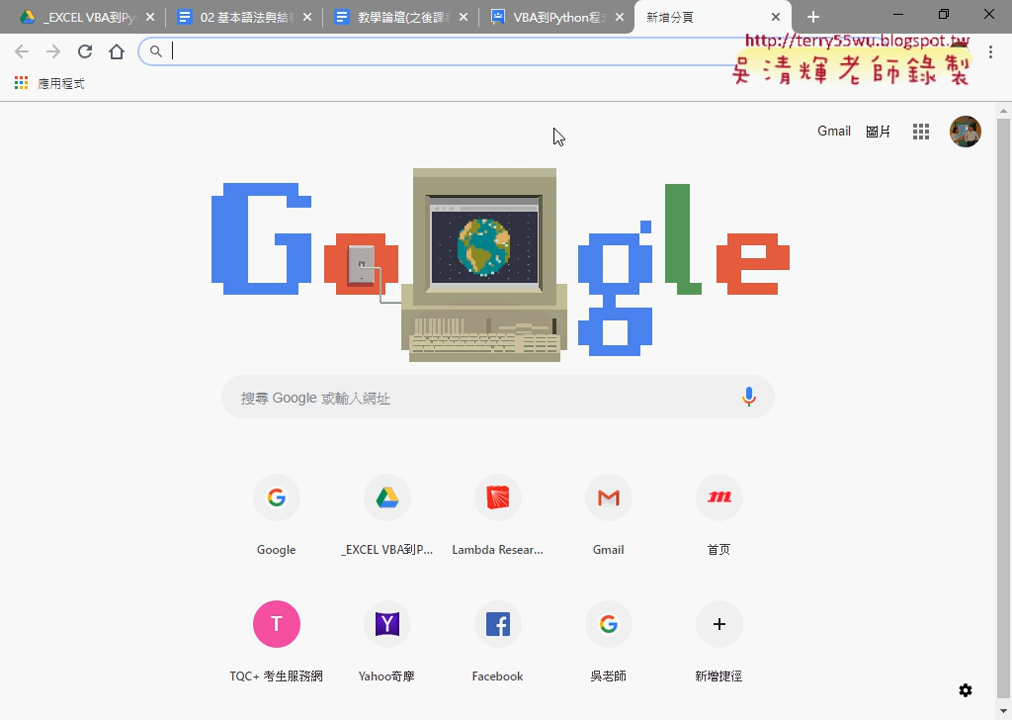 _EXCEL VBA到Py
02 基本語法與結構
教學論壇(之後課
VBA到Python程
新增分頁
http://terry55wu.blogspot.tw
吳清輝老師錄製
應用程式
Gmail
圖片
Google
搜尋 Google 或輸入網址
Google
_EXCEL VBA到P...
Lambda Resear...
Gmail
m
首页
T
Y
TQC+ 考生服務網
Yahoo奇摩
Facebook
吳老師
新增捷徑